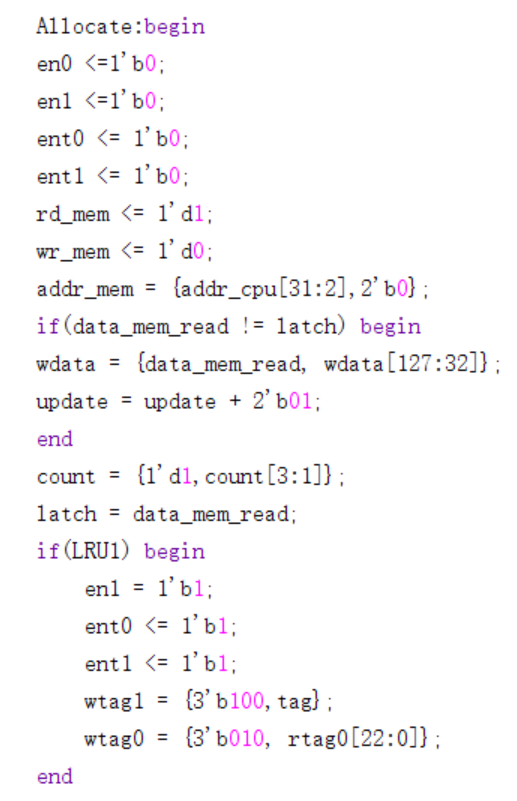 Allocate:begin
en0 <=1'b0;
en1 <=1'b0;
ent0 <= 1'b0;
ent1 <= 1'b0;
rd_mem <= 1'd1;
wr_mem <= 1'd0;
addr_mem = {addr_cpu[31:2],2'b0};
if(data_mem_read != latch) begin
wdata = {data_mem_read, wdata[127:32]};
update = update + 2'b01;
end
count = {1'd1,count[3:1]};
latch = data_mem_read;
if(LRU1) begin
en1 = 1'b1;
ent0 <= 1'b1;
ent1 <= 1'b1;
wtag1 = {3'b100,tag};
wtag0 = {3'b010, rtag0[22:0]};
end